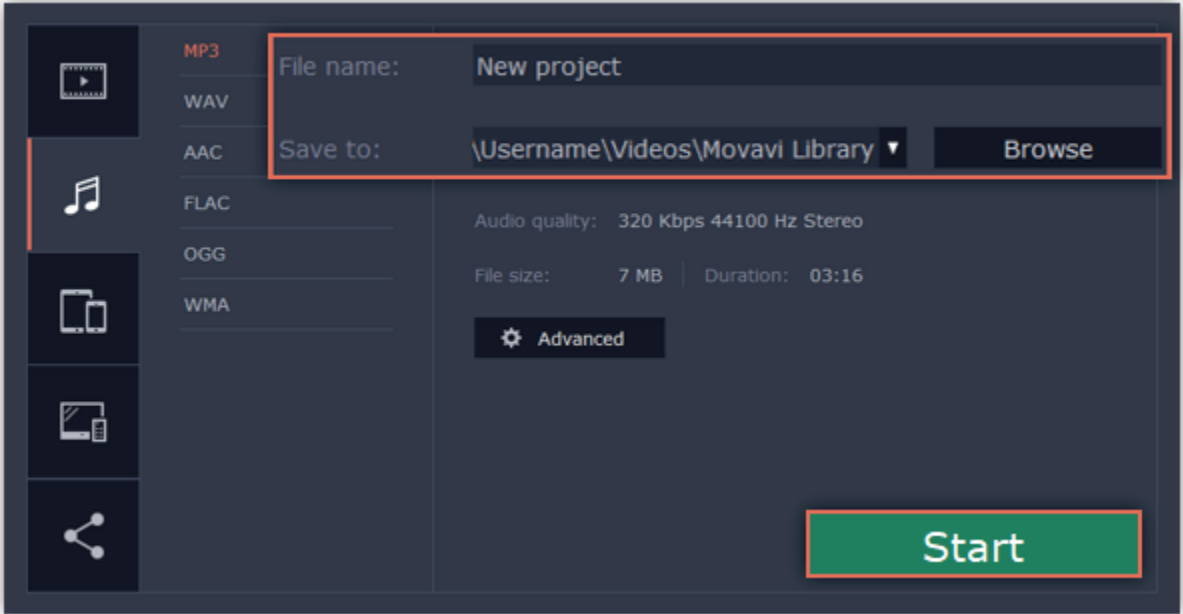 MP3
WAV
AAC
FLAC
OGG
WMA
File name: New project
Save to: \Username\Videos\Movavi Library ▼ Browse
Audio quality: 320 Kbps 44100 Hz Stereo
File size: 7 MB Duration: 03:16
Advanced
Start